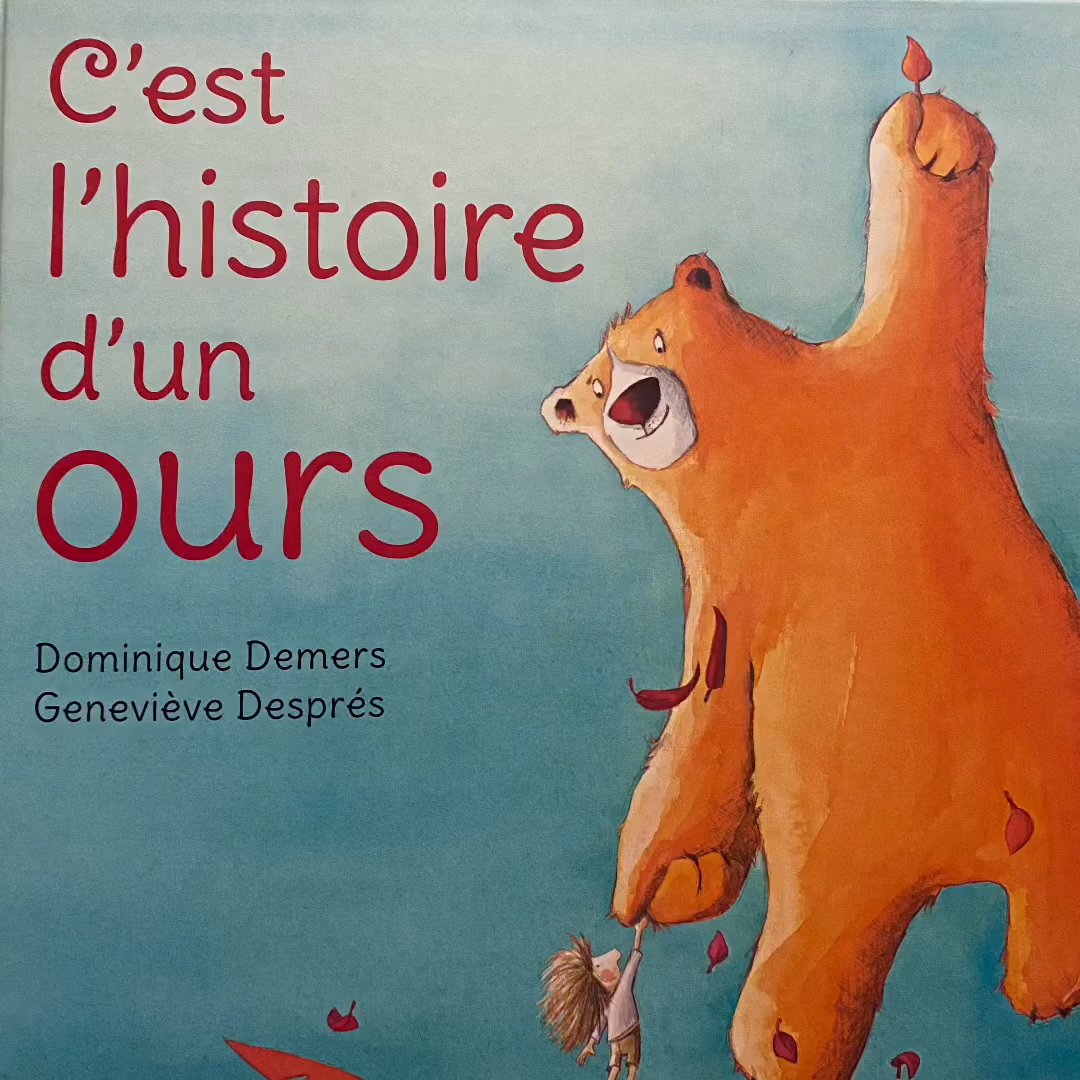 C'est
l'histoire
d'un
ours
Dominique Demers
Geneviève Després